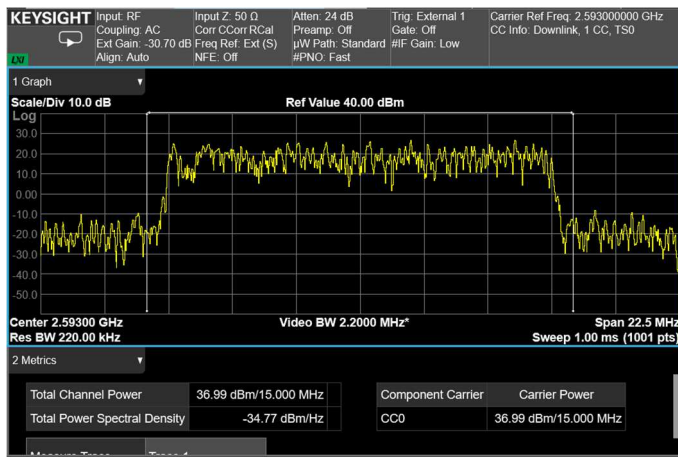 KEYSIGHT
LXI
Input: RF
Coupling: AC
Ext Gain: -30.70 dB
Align: Auto
Input Z: 50 Ω
Corr CCorr RCal
Freq Ref: Ext (S)
NFE: Off
Atten: 24 dB
Preamp: Off
µW Path: Standard
#PNO: Fast
Trig: External 1
Gate: Off
#IF Gain: Low
Carrier Ref Freq: 2.593000000 GHz
CC Info: Downlink, 1 CC, TS0
1 Graph
Scale/Div 10.0 dB
Ref Value 40.00 dBm
Log
30.0
20.0
10.0
0.00
-10.0
-20.0
-30.0
-40.0
-50.0
Center 2.59300 GHz
Video BW 2.2000 MHz*
Span 22.5 MHz
Res BW 220.00 kHz
Sweep 1.00 ms (1001 pts)
2 Metrics
Total Channel Power 36.99 dBm/15.000 MHz
Total Power Spectral Density -34.77 dBm/Hz
Component Carrier Carrier Power
CC0 36.99 dBm/15.000 MHz
Measure Trace Trace 1